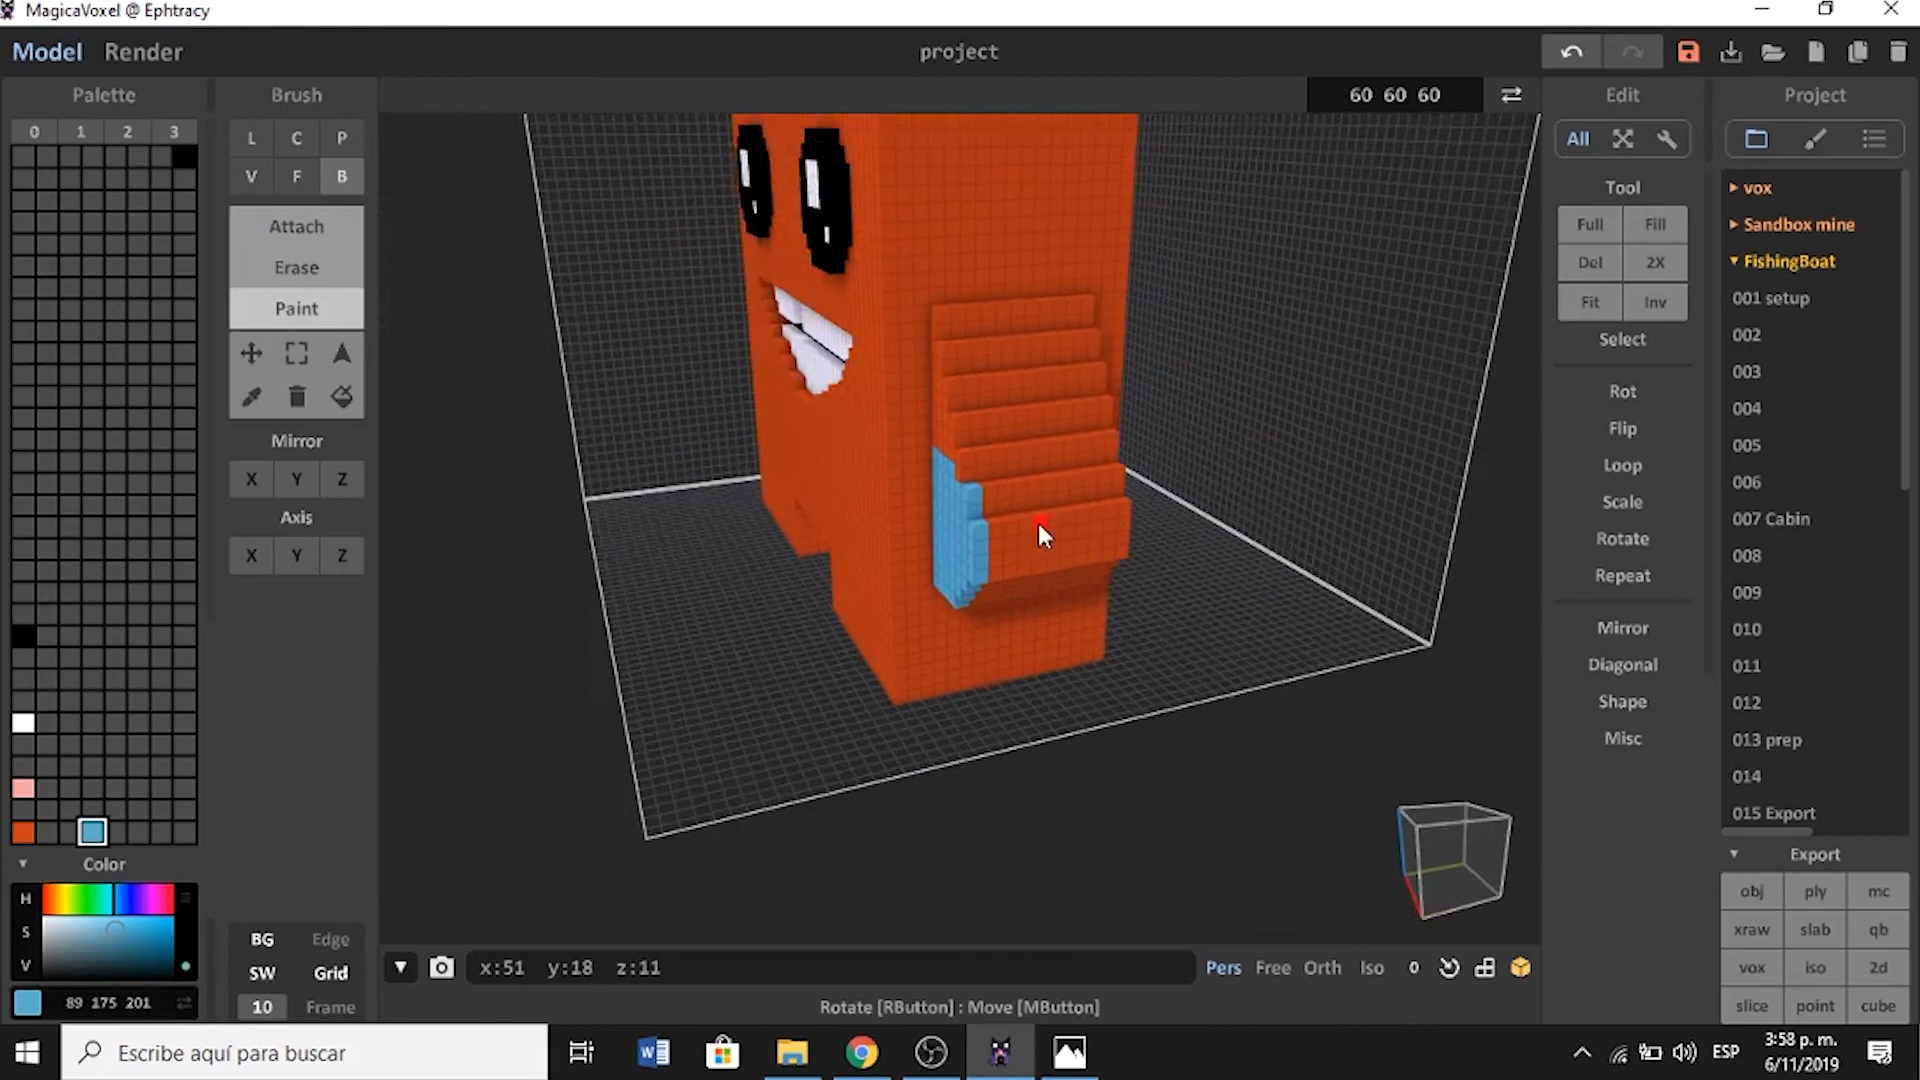 MagicaVoxel @ Ephtracy
Model Render
project
Palette
0 1 2 3
Brush
L C P
V F B
Attach
Erase
Paint
Mirror
X Y Z
Axis
X Y Z
Color
H
S
V
89 175 201
BG Edge
SW Grid
10 Frame
60 60 60
x:51 y:18 z:11
Pers Free Orth Iso 0
Rotate [RButton] : Move [MButton]
Edit
All
Tool
Full Fill
Del 2X
Fit Inv
Select
Rot
Flip
Loop
Scale
Rotate
Repeat
Mirror
Diagonal
Shape
Misc
Project
vox
Sandbox mine
FishingBoat
001 setup
002
003
004
005
006
007 Cabin
008
009
010
011
012
013 prep
014
015 Export
Export
obj ply mc
xraw slab qb
vox iso 2d
slice point cube
Escribe aquí para buscar
ESP
3:58 p. m.
6/11/2019